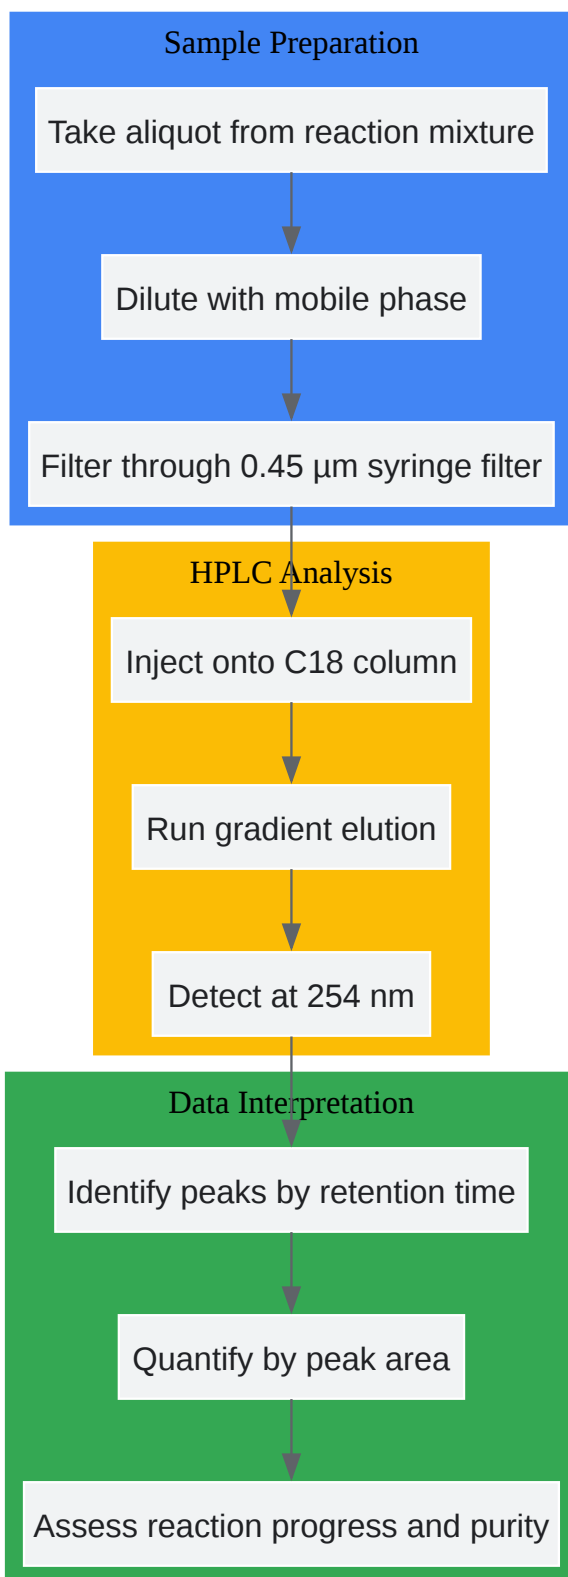 Sample Preparation
Take aliquot from reaction mixture
Dilute with mobile phase
Filter through 0.45 µm syringe filter
HPLC Analysis
Inject onto C18 column
Run gradient elution
Detect at 254 nm
Data Interpretation
Identify peaks by retention time
Quantify by peak area
Assess reaction progress and purity